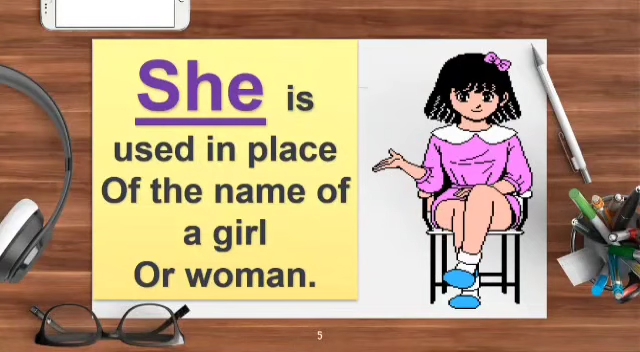 She is
used in place
Of the name of
a girl
Or woman.
5